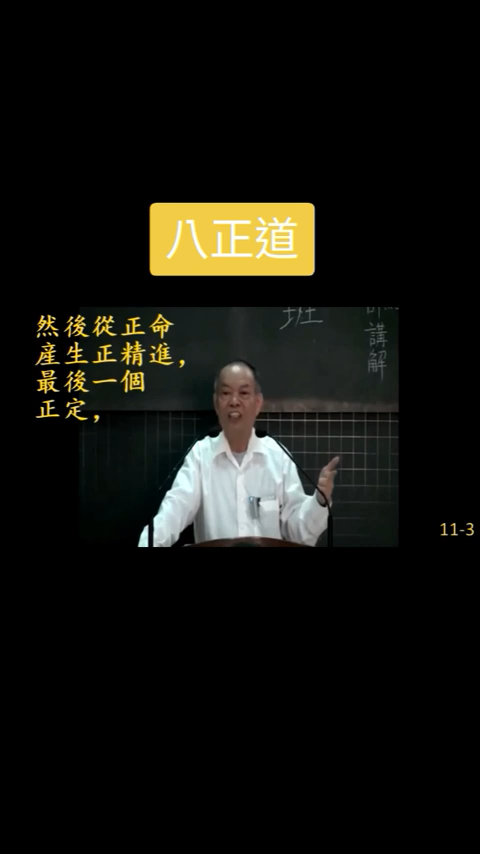 八正道
然後從正命
產生正精進，
最後一個
正定，
班
講解
11-3